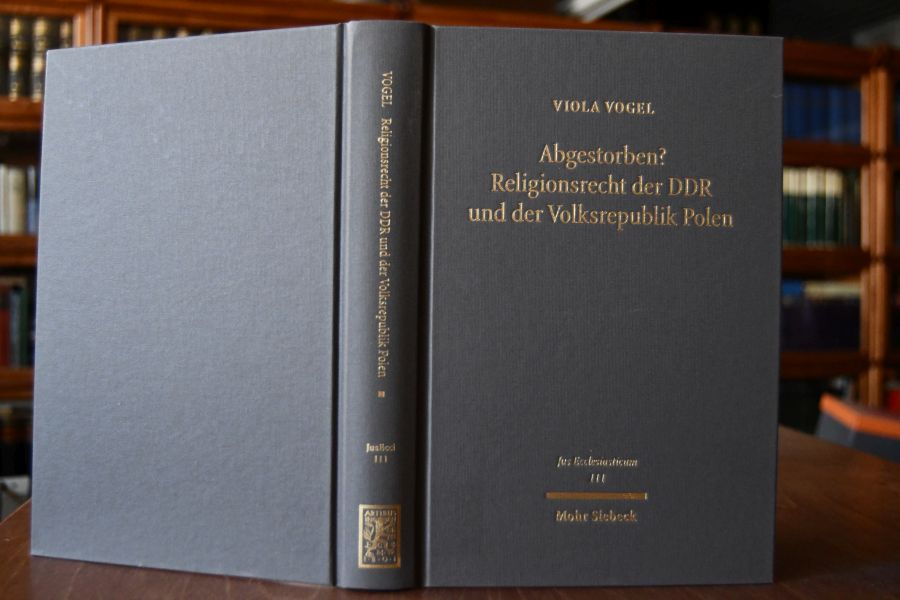 VOGEL Religionsrecht der DDR und der Volksrepublik Polen
JusEccl
111
ARTIBUS
VIOLA VOGEL
Abgestorben?
Religionsrecht der DDR
und der Volksrepublik Polen
Jus Ecclesiasticum
111
Mohr Siebeck